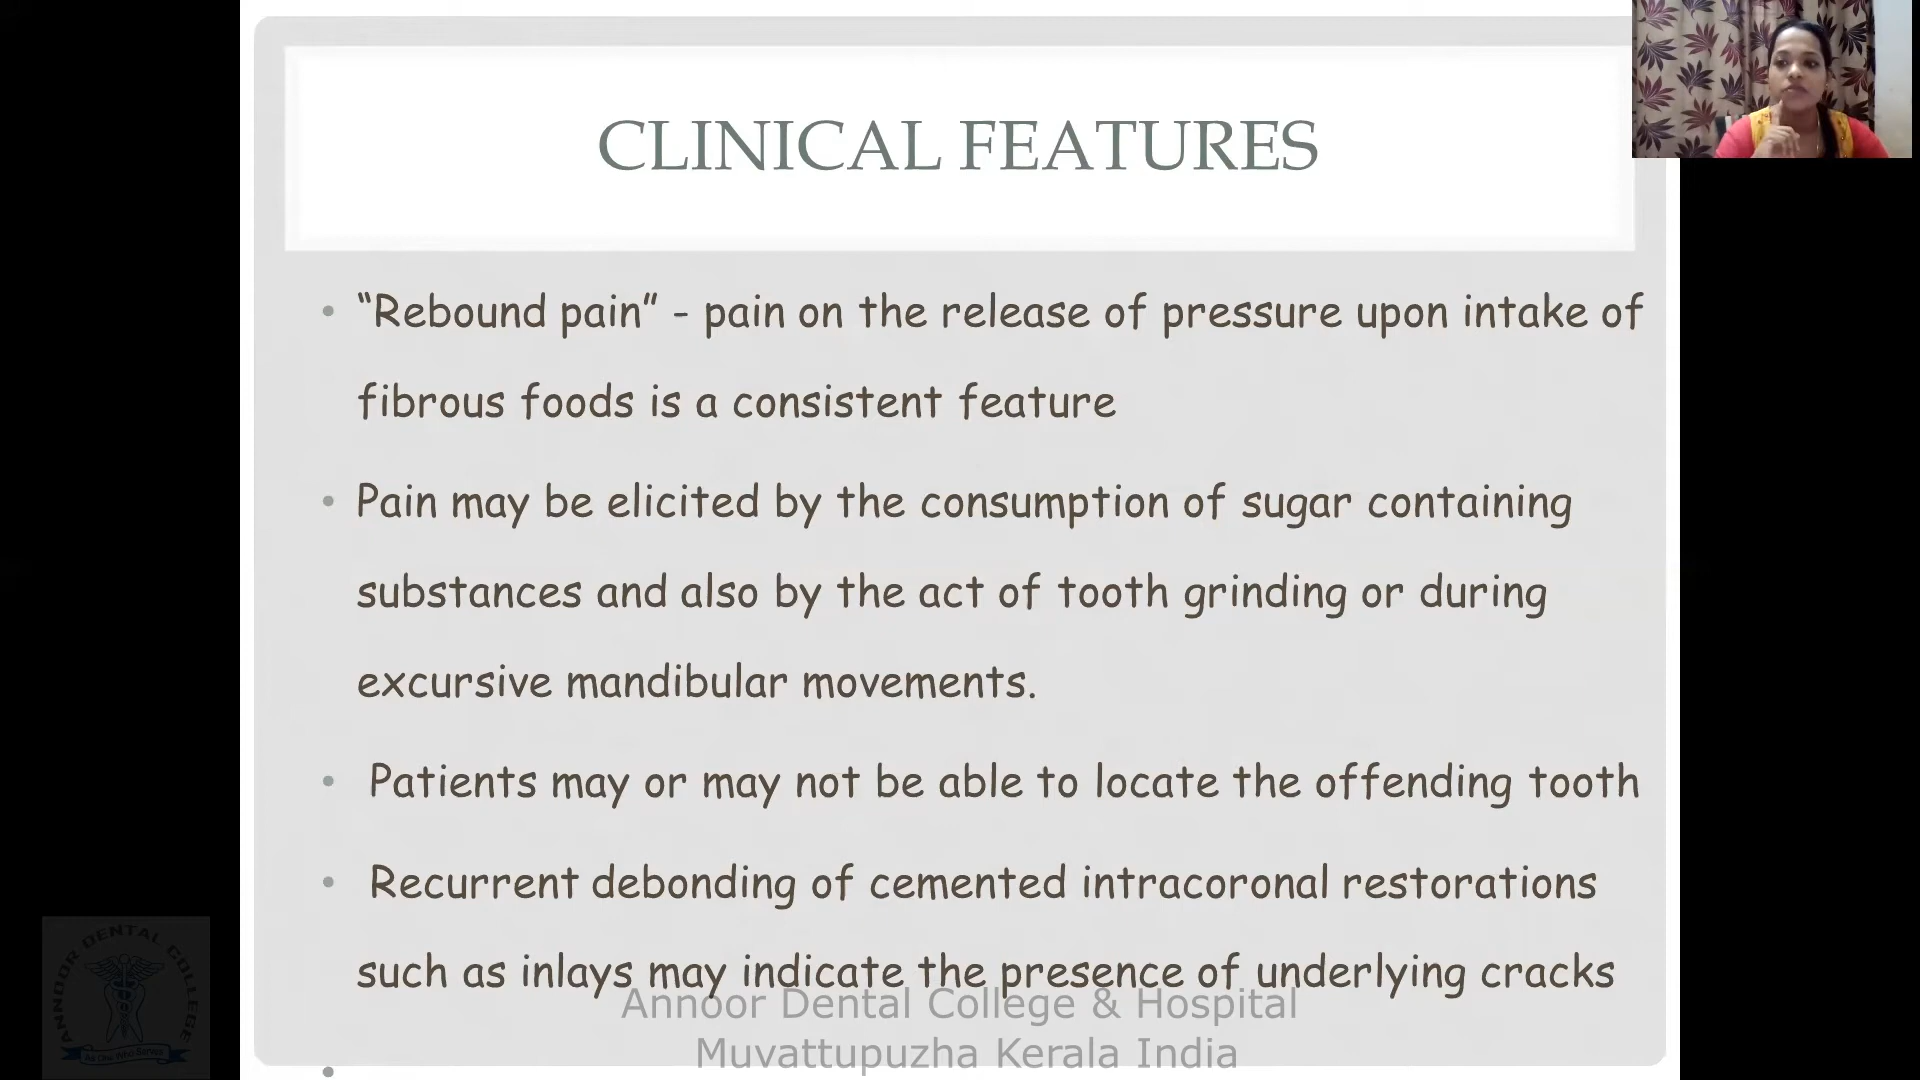 CLINICAL FEATURES
• “Rebound pain” - pain on the release of pressure upon intake of
fibrous foods is a consistent feature
• Pain may be elicited by the consumption of sugar containing
substances and also by the act of tooth grinding or during
excursive mandibular movements.
• Patients may or may not be able to locate the offending tooth
• Recurrent debonding of cemented intracoronal restorations
such as inlays may indicate the presence of underlying cracks
•
Annoor Dental College & Hospital
Muvattupuzha Kerala India
ANNOOR DENTAL COLLEGE